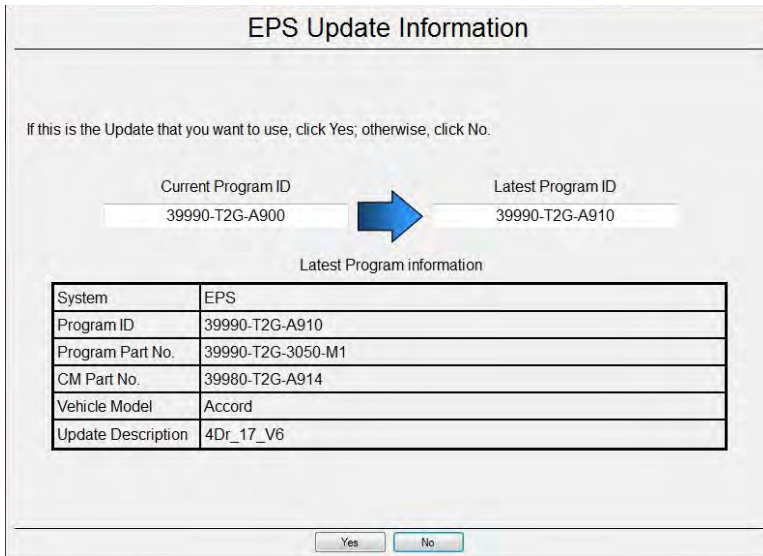 EPS Update Information
If this is the Update that you want to use, click Yes; otherwise, click No.
Current Program ID
Latest Program ID
39990-T2G-A900
39990-T2G-A910
Latest Program information
System EPS
Program ID 39990-T2G-A910
Program Part No. 39990-T2G-3050-M1
CM Part No. 39980-T2G-A914
Vehicle Model Accord
Update Description 4Dr_17_V6
Yes No